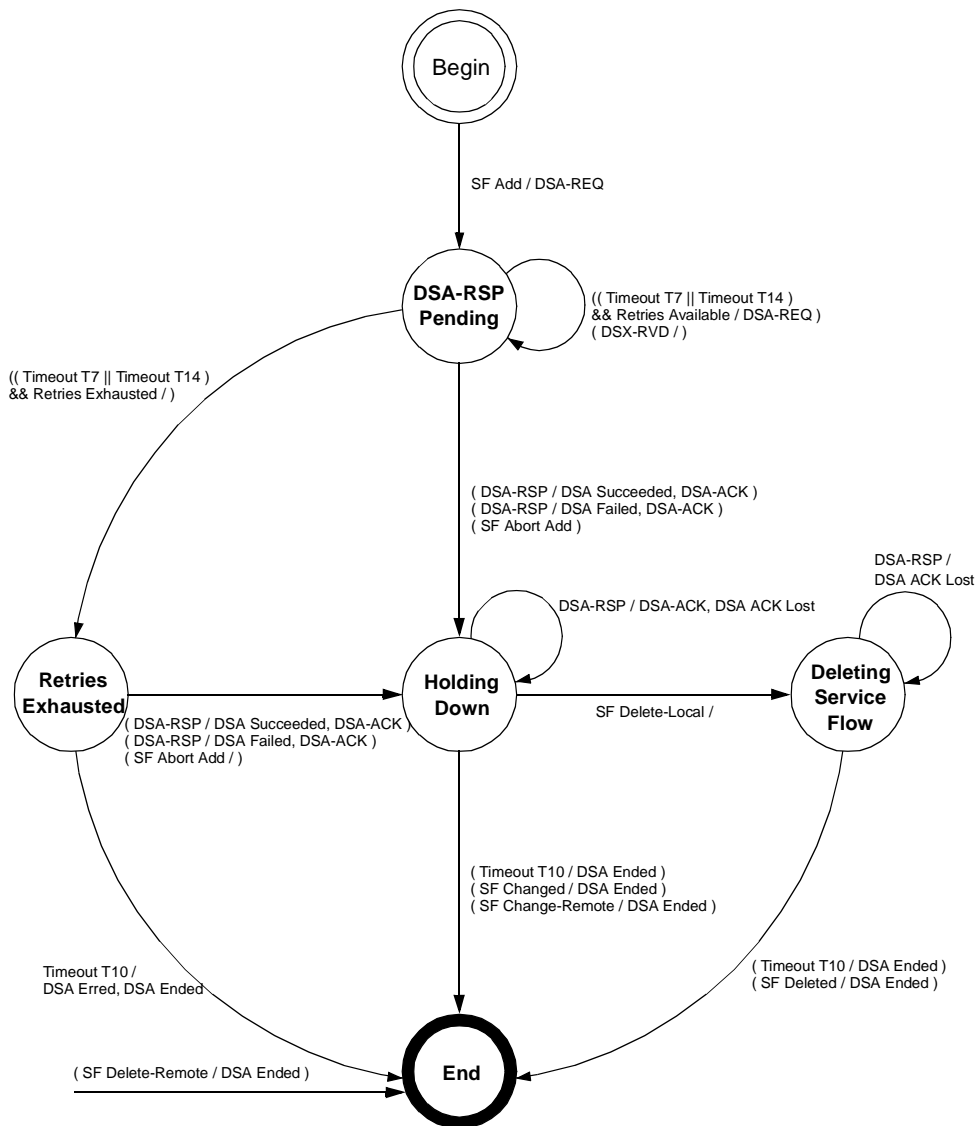 Begin
SF Add / DSA-REQ
DSA-RSP
Pending
(( Timeout T7 || Timeout T14 )
&& Retries Available / DSA-REQ )
( DSX-RVD / )
(( Timeout T7 || Timeout T14 )
&& Retries Exhausted / )
( DSA-RSP / DSA Succeeded, DSA-ACK )
( DSA-RSP / DSA Failed, DSA-ACK )
( SF Abort Add )
DSA-RSP /
DSA ACK Lost
DSA-RSP / DSA-ACK, DSA ACK Lost
Retries
Exhausted
Holding
Down
Deleting
Service
Flow
( DSA-RSP / DSA Succeeded, DSA-ACK )
( DSA-RSP / DSA Failed, DSA-ACK )
( SF Abort Add / )
SF Delete-Local /
( Timeout T10 / DSA Ended )
( SF Changed / DSA Ended )
( SF Change-Remote / DSA Ended )
Timeout T10 /
DSA Erred, DSA Ended
( Timeout T10 / DSA Ended )
( SF Deleted / DSA Ended )
( SF Delete-Remote / DSA Ended )
End